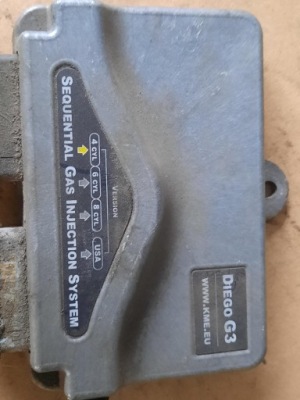 VERSION
4 CYL 6 CYL 8 CYL USA
SEQUENTIAL GAS INJECTION SYSTEM
DIEGO G3
WWW.KME.EU